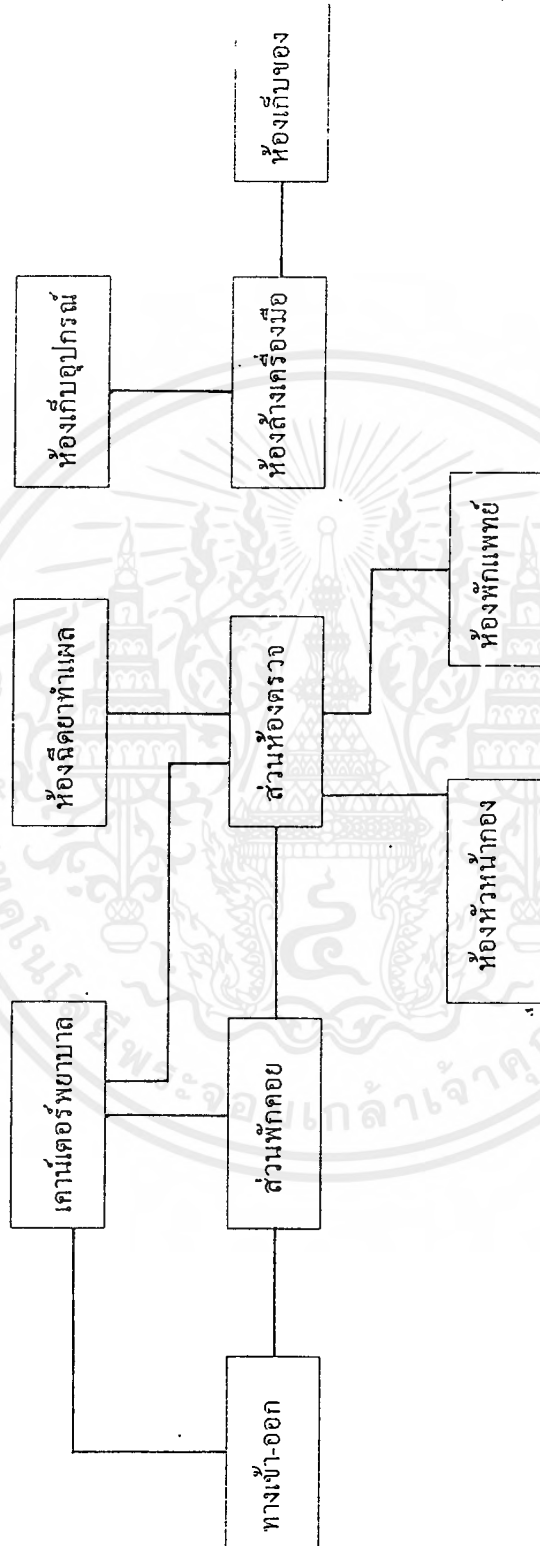 เคาน์เตอร์พยาบาล
ห้องฉีดยาทำแผล
ห้องเก็บอุปกรณ์
ทางเข้า-ออก
ส่วนพักคอย
ส่วนห้องตรวจ
ห้องล้างเครื่องมือ
ห้องเก็บของ
ห้องหัวหน้ากอง
ห้องพักแพทย์